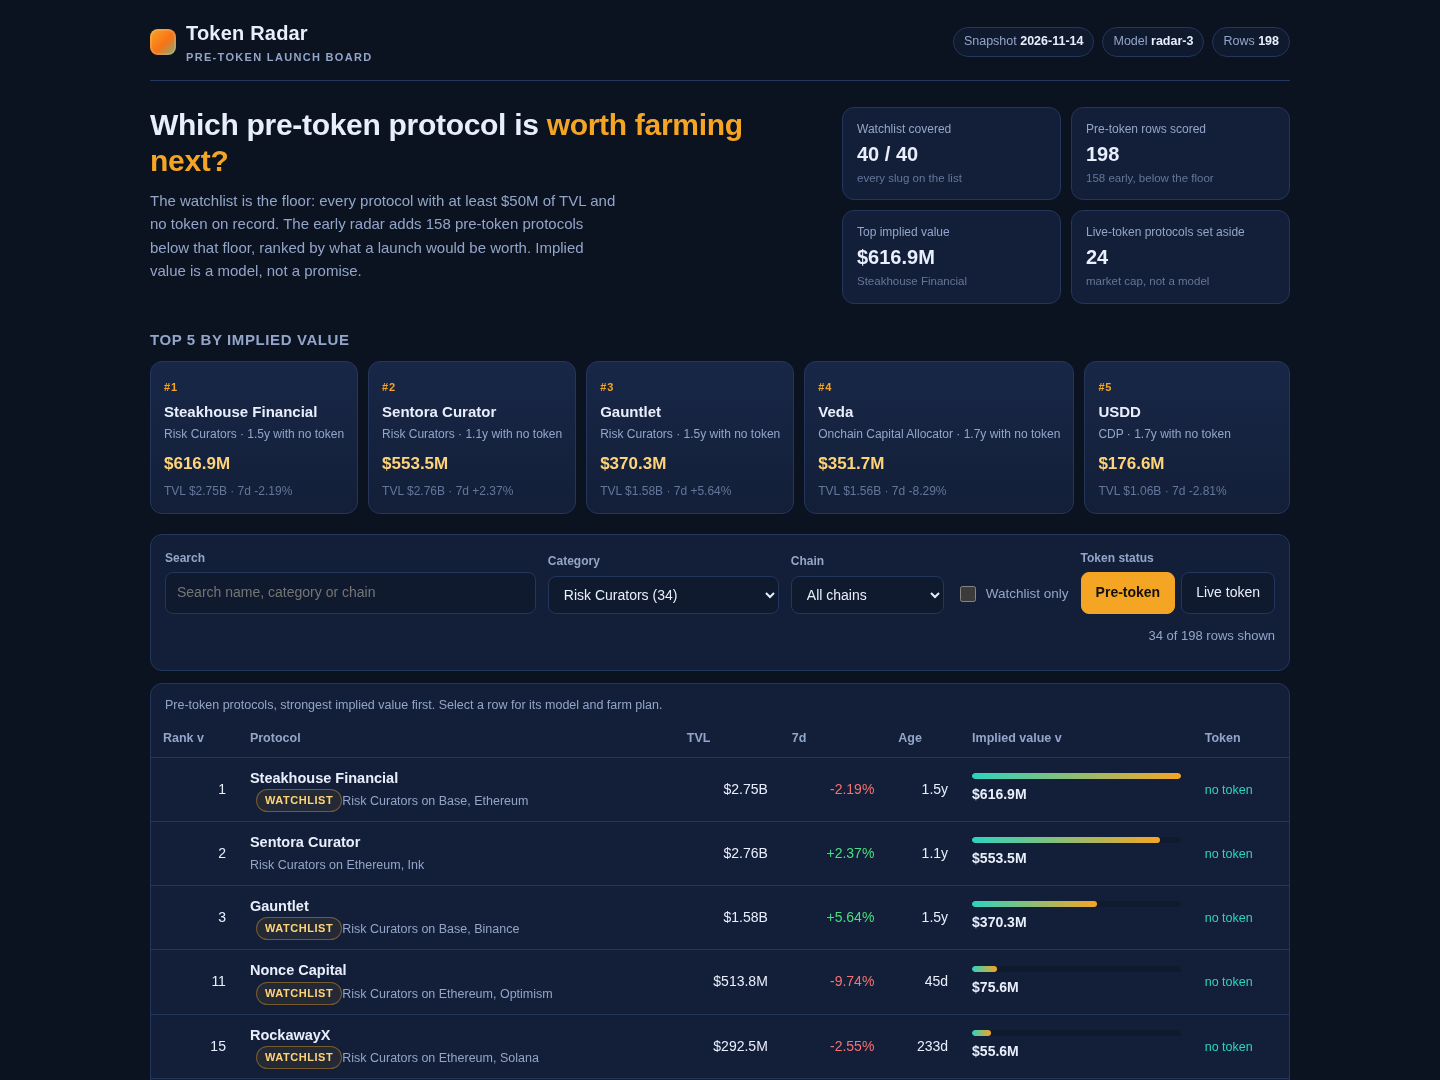 Token Radar
PRE-TOKEN LAUNCH BOARD
Snapshot 2026-11-14
Model radar-3
Rows 198
Which pre-token protocol is worth farming
next?
The watchlist is the floor: every protocol with at least $50M of TVL and
no token on record. The early radar adds 158 pre-token protocols
below that floor, ranked by what a launch would be worth. Implied
value is a model, not a promise.
Watchlist covered
40 / 40
every slug on the list
Pre-token rows scored
198
158 early, below the floor
Top implied value
$616.9M
Steakhouse Financial
Live-token protocols set aside
24
market cap, not a model
TOP 5 BY IMPLIED VALUE
#1
Steakhouse Financial
Risk Curators · 1.5y with no token
$616.9M
TVL $2.75B · 7d -2.19%
#2
Sentora Curator
Risk Curators · 1.1y with no token
$553.5M
TVL $2.76B · 7d +2.37%
#3
Gauntlet
Risk Curators · 1.5y with no token
$370.3M
TVL $1.58B · 7d +5.64%
#4
Veda
Onchain Capital Allocator · 1.7y with no token
$351.7M
TVL $1.56B · 7d -8.29%
#5
USDD
CDP · 1.7y with no token
$176.6M
TVL $1.06B · 7d -2.81%
Search
Search name, category or chain
Category
Risk Curators (34)
Chain
All chains
Watchlist only
Token status
Pre-token
Live token
34 of 198 rows shown
Pre-token protocols, strongest implied value first. Select a row for its model and farm plan.
Rank v Protocol TVL 7d Age Implied value v Token
1 Steakhouse Financial $2.75B -2.19% 1.5y $616.9M no token
WATCHLIST Risk Curators on Base, Ethereum
2 Sentora Curator $2.76B +2.37% 1.1y $553.5M no token
Risk Curators on Ethereum, Ink
3 Gauntlet $1.58B +5.64% 1.5y $370.3M no token
WATCHLIST Risk Curators on Base, Binance
11 Nonce Capital $513.8M -9.74% 45d $75.6M no token
WATCHLIST Risk Curators on Ethereum, Optimism
15 RockawayX $292.5M -2.55% 233d $55.6M no token
WATCHLIST Risk Curators on Ethereum, Solana